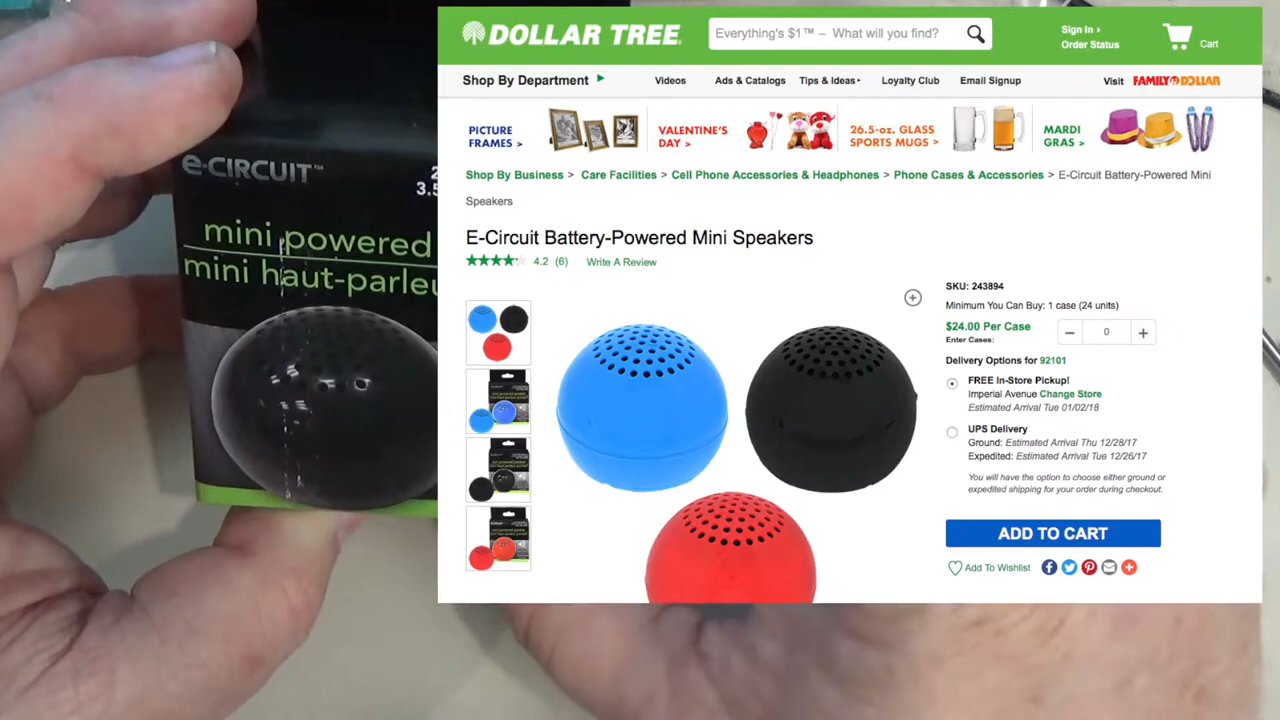 e·CIRCUIT™
3.5
mini powered
mini haut-parleu
DOLLAR TREE
Everything's $1™ – What will you find?
Sign In ›
Order Status
Cart
Shop By Department
Videos
Ads & Catalogs
Tips & Ideas
Loyalty Club
Email Signup
Visit FAMILY DOLLAR
PICTURE
FRAMES >
VALENTINE'S
DAY >
26.5-oz. GLASS
SPORTS MUGS >
MARDI
GRAS >
Shop By Business > Care Facilities > Cell Phone Accessories & Headphones > Phone Cases & Accessories > E-Circuit Battery-Powered Mini
Speakers
E-Circuit Battery-Powered Mini Speakers
4.2 (6) Write A Review
SKU: 243894
Minimum You Can Buy: 1 case (24 units)
$24.00 Per Case
Enter Cases:
0
Delivery Options for 92101
FREE In-Store Pickup!
Imperial Avenue Change Store
Estimated Arrival Tue 01/02/18
UPS Delivery
Ground: Estimated Arrival Thu 12/28/17
Expedited: Estimated Arrival Tue 12/26/17
You will have the option to choose either ground or
expedited shipping for your order during checkout.
ADD TO CART
Add To Wishlist